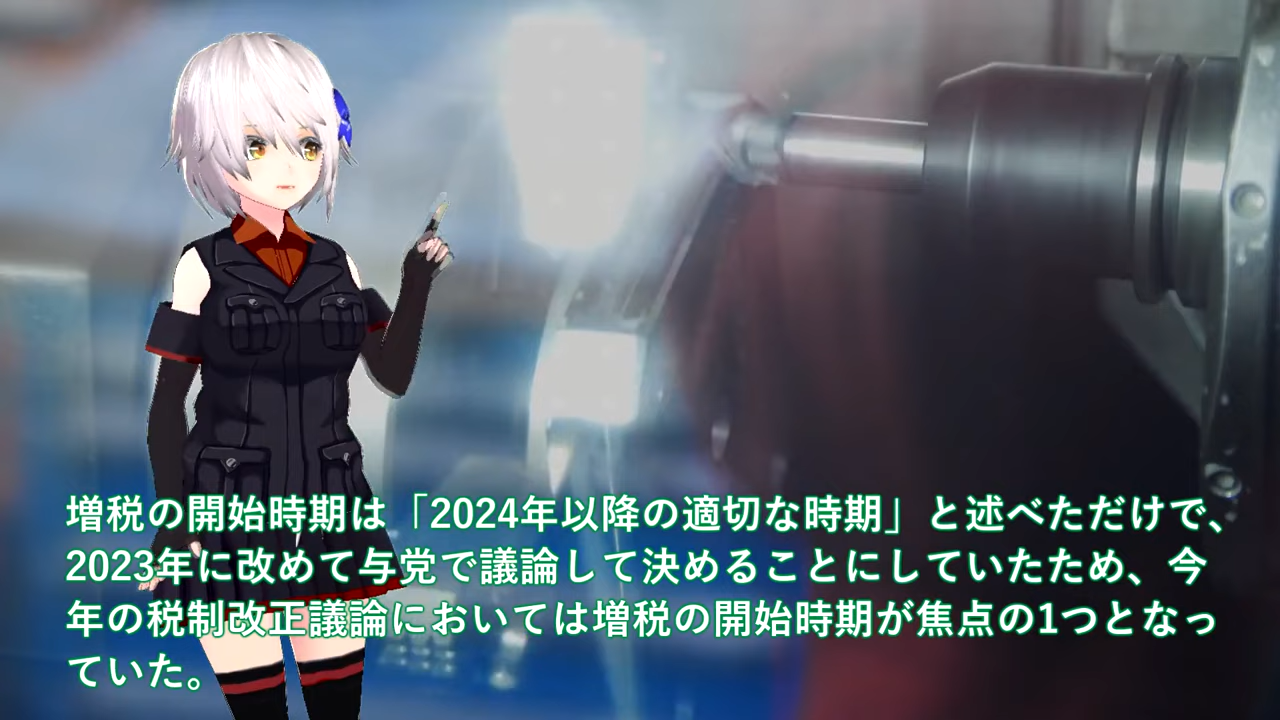 増税の開始時期は「2024年以降の適切な時期」と述べただけで、
2023年に改めて与党で議論して決めることにしていたため、今
年の税制改正議論においては増税の開始時期が焦点の1つとなっ
ていた。